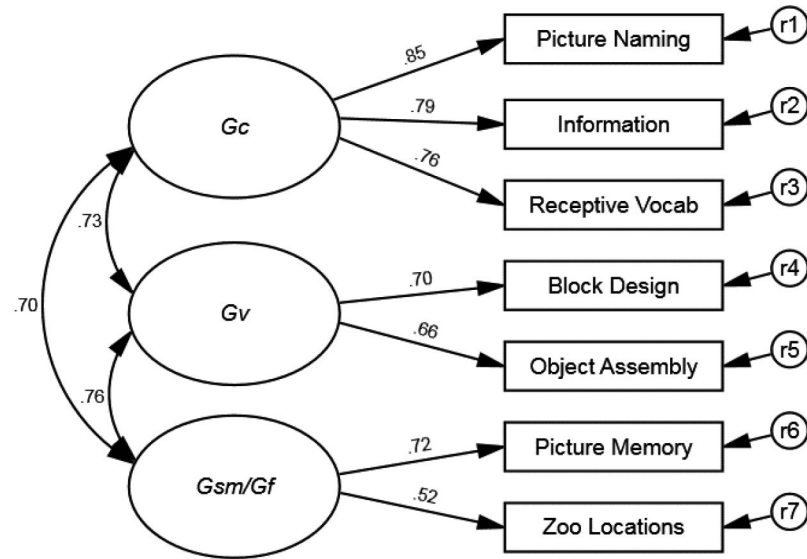 r1
Picture Naming
.85
Gc
r2
.79
Information
.76
r3
Receptive Vocab
.73
r4
.70
Block Design
.70
Gv
r5
.66
Object Assembly
.76
r6
.72
Picture Memory
Gsm/Gf
r7
.52
Zoo Locations